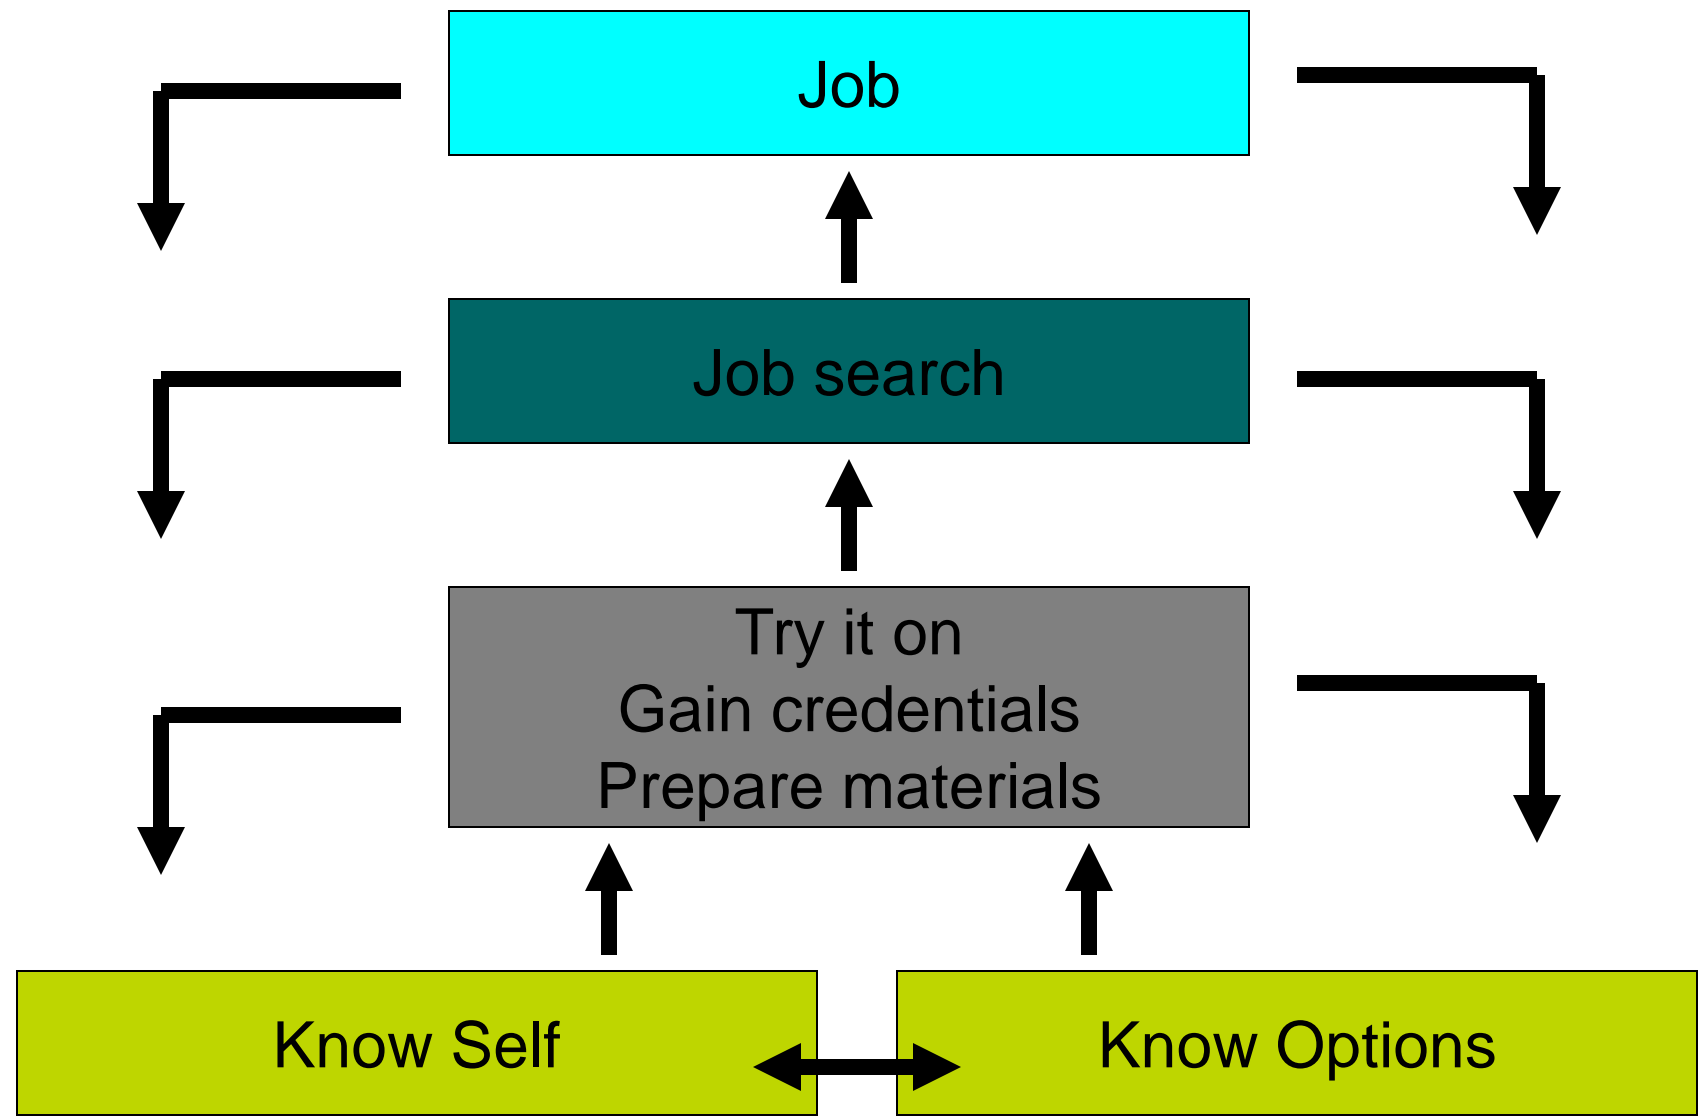 Job
Job search
Try it on
Gain credentials
Prepare materials
Know Self
Know Options